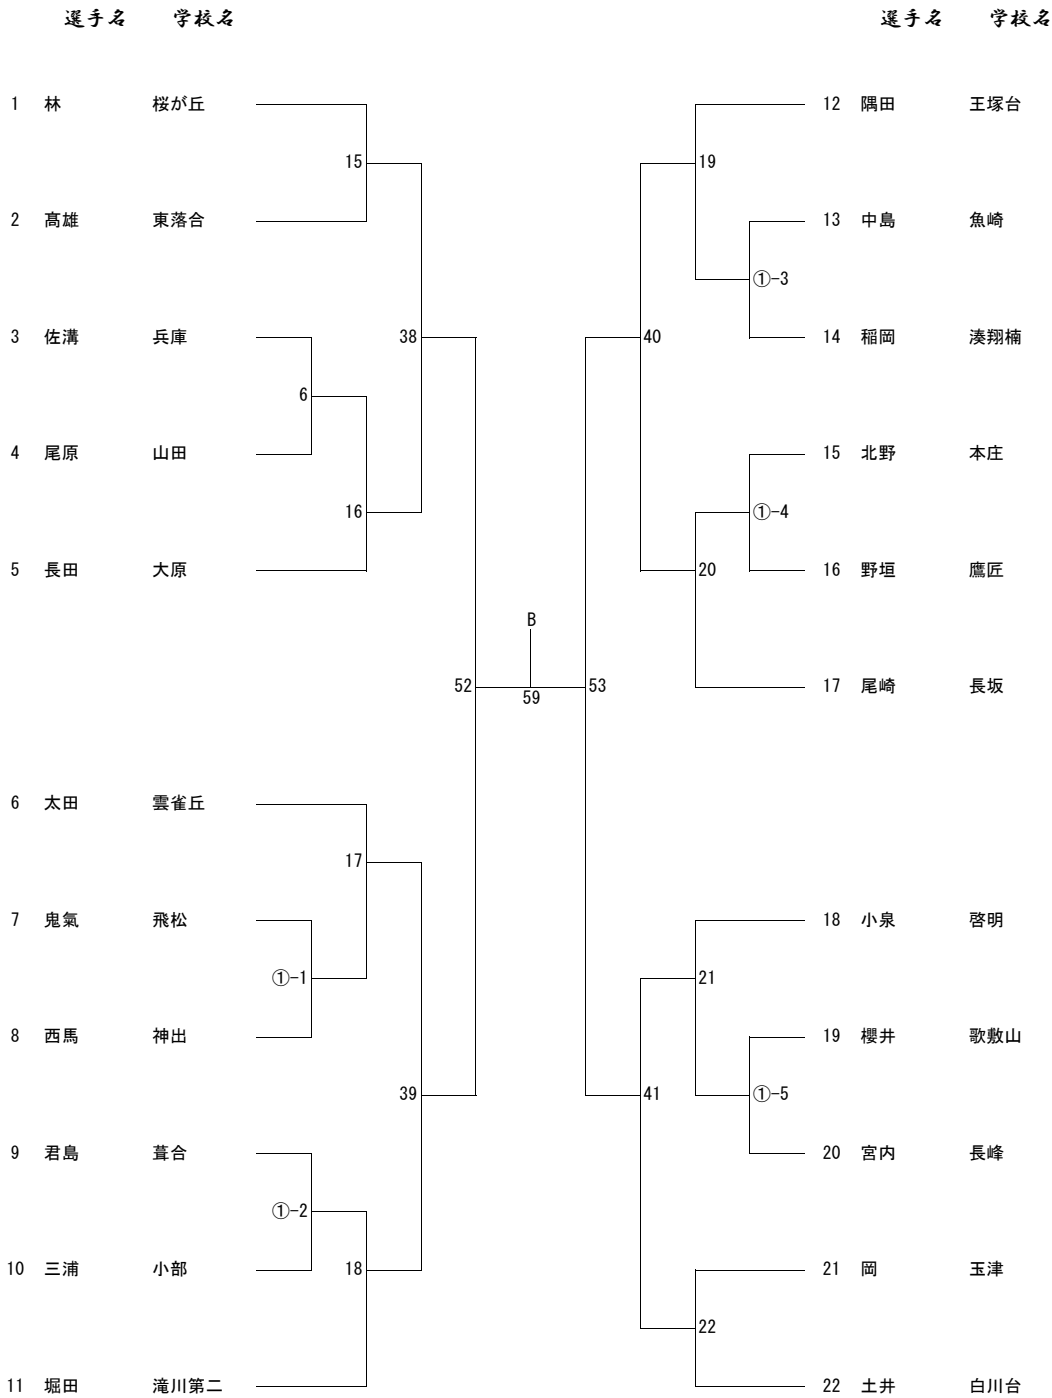 選手名 学校名 選手名 学校名
1 林 桜が丘 12 隅田 王塚台
15 19
2 髙雄 東落合 13 中島 魚崎
①-3
3 佐溝 兵庫 38 40 14 稲岡 湊翔楠
6
4 尾原 山田 15 北野 本庄
16 ①-4
5 長田 大原 20 16 野垣 鷹匠
B
52 53 17 尾崎 長坂
59
6 太田 雲雀丘
17
7 鬼氣 飛松 18 小泉 啓明
①-1 21
8 西馬 神出 19 櫻井 歌敷山
39 41 ①-5
9 君島 葺合 20 宮内 長峰
①-2
10 三浦 小部 18 21 岡 玉津
22
11 堀田 滝川第二 22 土井 白川台